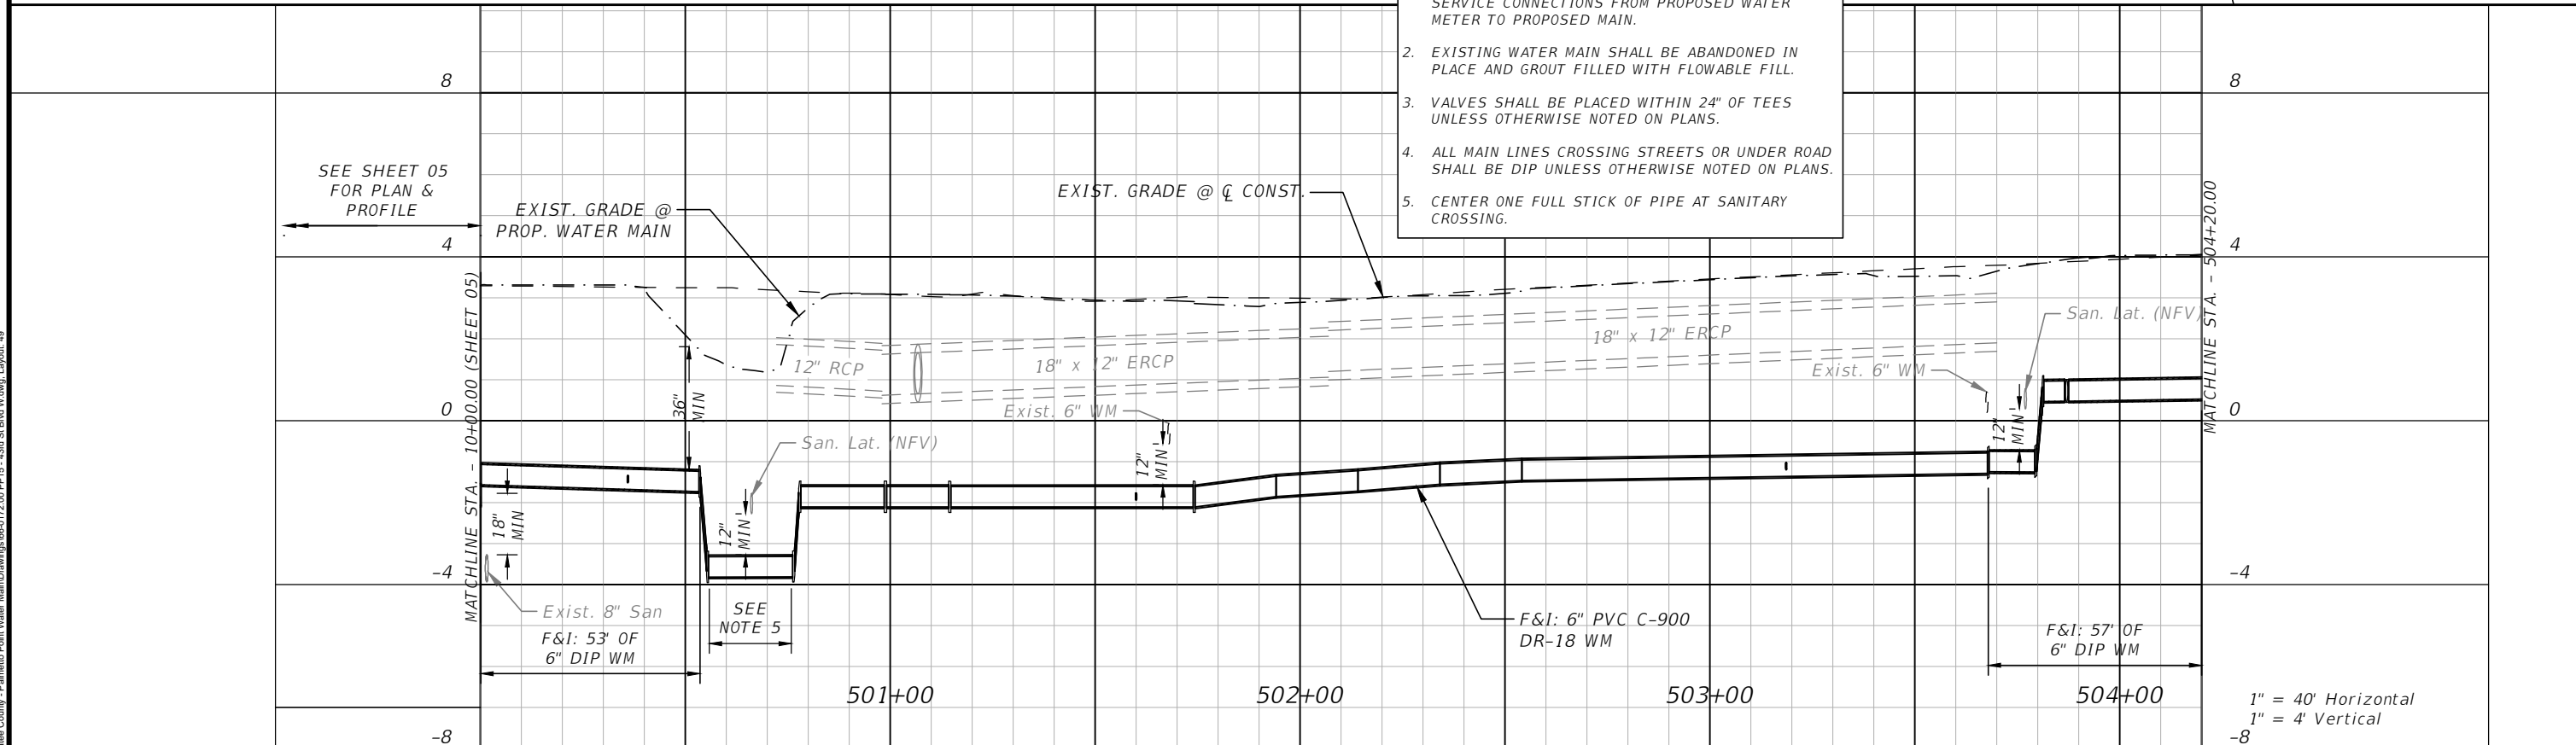 SERVICE CONNECTIONS FROM PROPOSED WATER
METER TO PROPOSED MAIN.
2. EXISTING WATER MAIN SHALL BE ABANDONED IN
PLACE AND GROUT FILLED WITH FLOWABLE FILL.
3. VALVES SHALL BE PLACED WITHIN 24" OF TEES
UNLESS OTHERWISE NOTED ON PLANS.
4. ALL MAIN LINES CROSSING STREETS OR UNDER ROAD
SHALL BE DIP UNLESS OTHERWISE NOTED ON PLANS.
5. CENTER ONE FULL STICK OF PIPE AT SANITARY
CROSSING.
8
8
SEE SHEET 05
FOR PLAN &
PROFILE
EXIST. GRADE @
PROP. WATER MAIN
EXIST. GRADE @ ℄ CONST.
4
4
MATCHLINE STA. - 10+00.00 (SHEET 05)
MATCHLINE STA. - 504+20.00
San. Lat. (NFV)
12" RCP
18" x 12" ERCP
18" x 12" ERCP
Exist. 6" WM
36"
MIN
Exist. 6" WM
0
0
San. Lat. (NFV)
12"
MIN
12"
MIN
18"
MIN
12"
MIN
-4
-4
Exist. 8" San
SEE
NOTE 5
F&I: 53' OF
6" DIP WM
F&I: 6" PVC C-900
DR-18 WM
F&I: 57' OF
6" DIP WM
501+00
502+00
503+00
504+00
1" = 40' Horizontal
1" = 4' Vertical
-8
-8